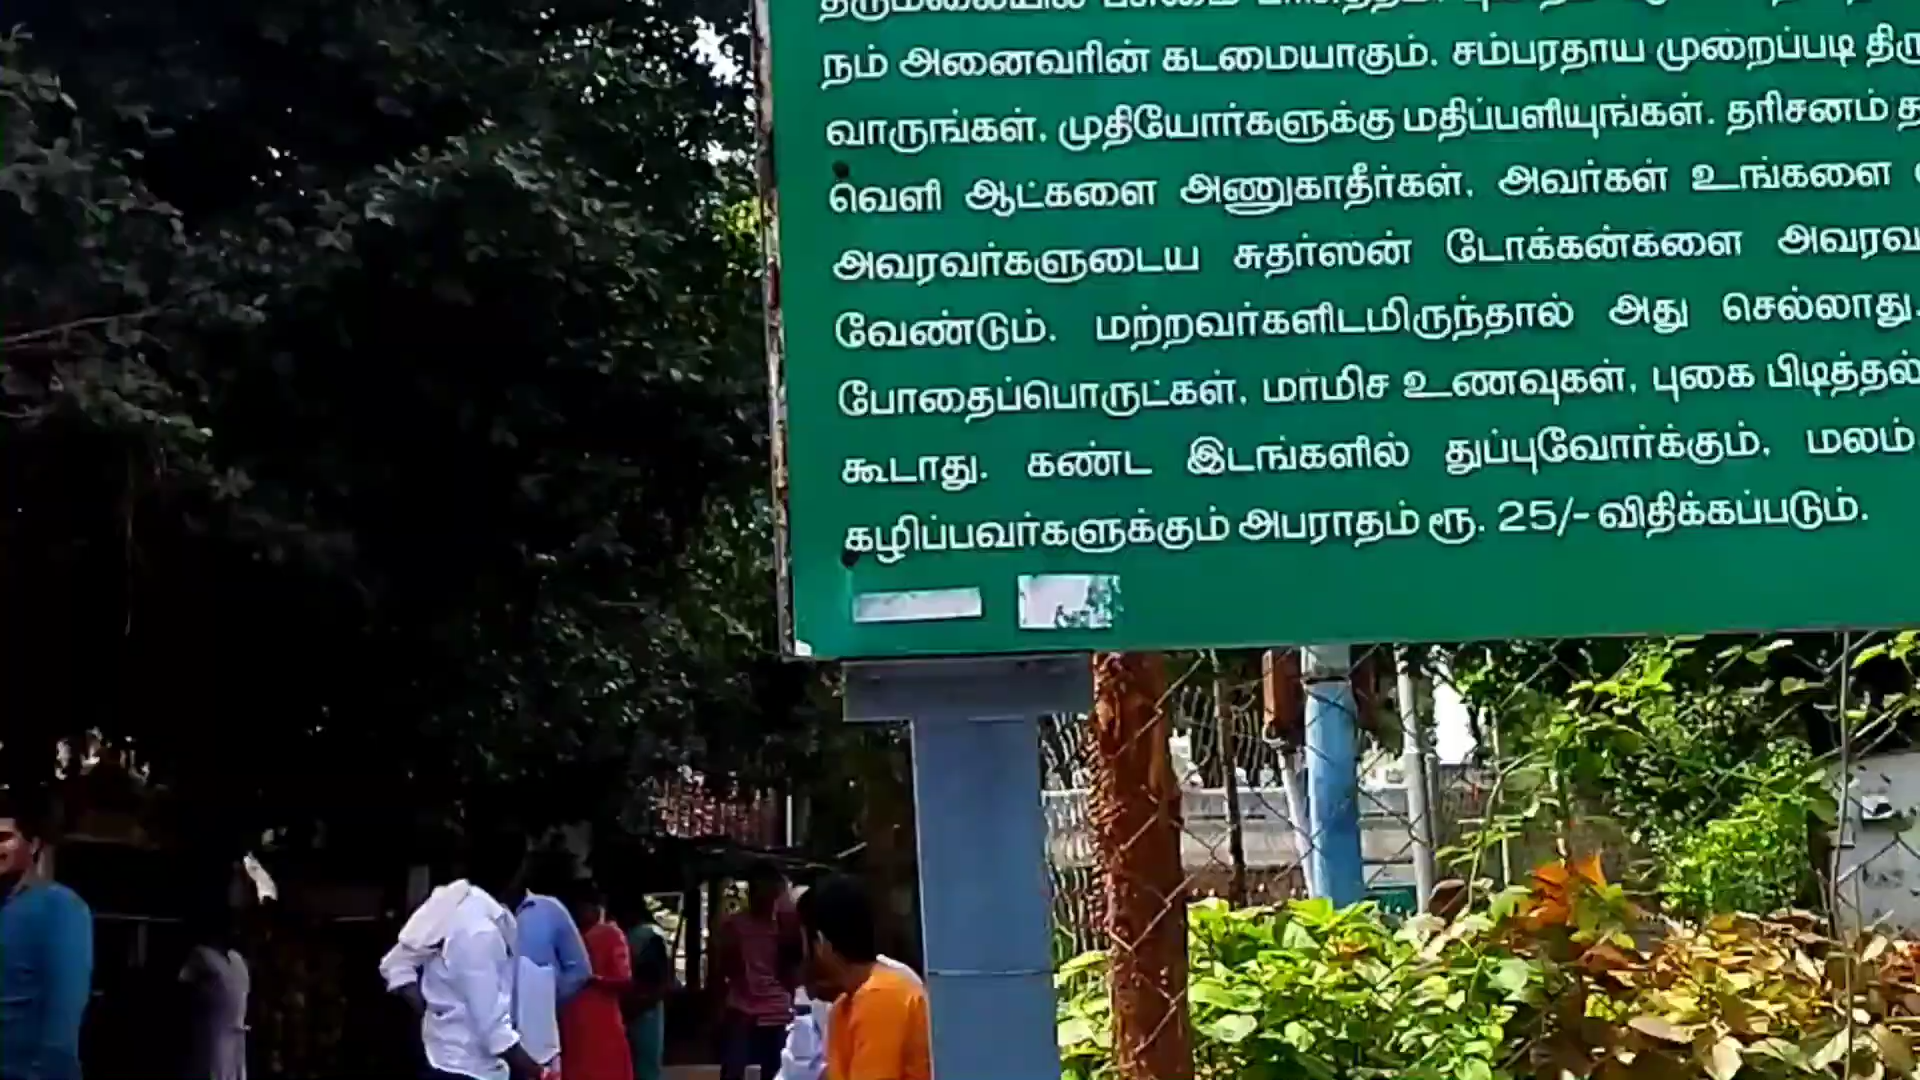 நம் அனைவரின் கடமையாகும். சம்பரதாய முறைப்படி
வாருங்கள். முதியோர்களுக்கு மதிப்பளியுங்கள். தரிசனம்
வெளி ஆட்களை அணுகாதீர்கள். அவர்கள் உங்களை
அவரவர்களுடைய சுதர்ஸன் டோக்கன்களை
வேண்டும். மற்றவர்களிடமிருந்தால் அது செல்லாது.
போதைப்பொருட்கள். மாமிச உணவுகள். புகை பிடித்தல்
கூடாது. கண்ட இடங்களில் துப்புவோர்க்கும். மலம்
கழிப்பவர்களுக்கும் அபராதம் ரூ. 25/- விதிக்கப்படும்.